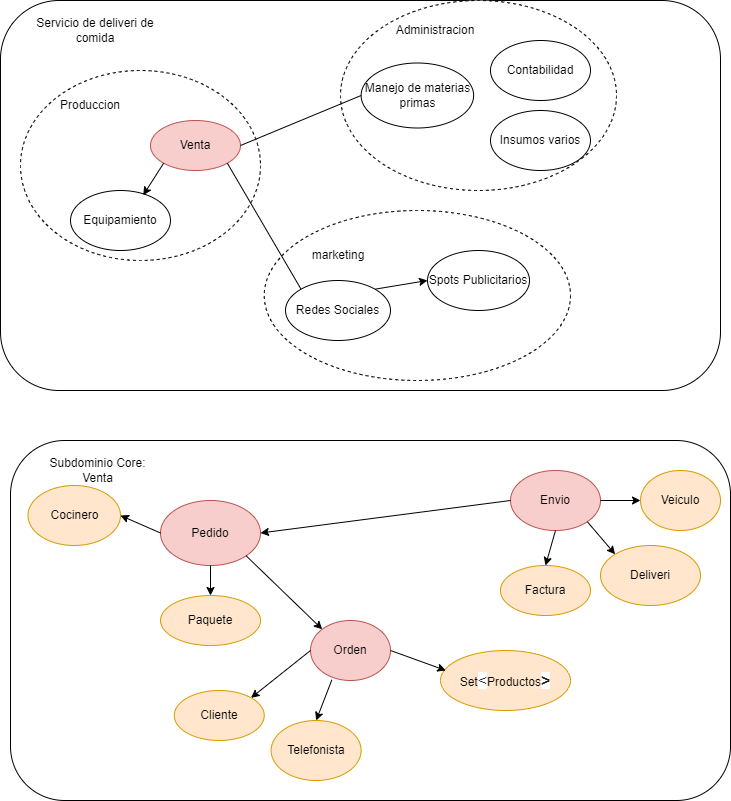 Servicio de deliveri de
comida
Administracion
Contabilidad
Manejo de materias
primas
Produccion
Insumos varios
Venta
Equipamiento
marketing
Spots Publicitarios
Redes Sociales
Subdominio Core:
Venta
Cocinero
Pedido
Envio
Veiculo
Deliveri
Factura
Paquete
Orden
Set<Productos>
Cliente
Telefonista